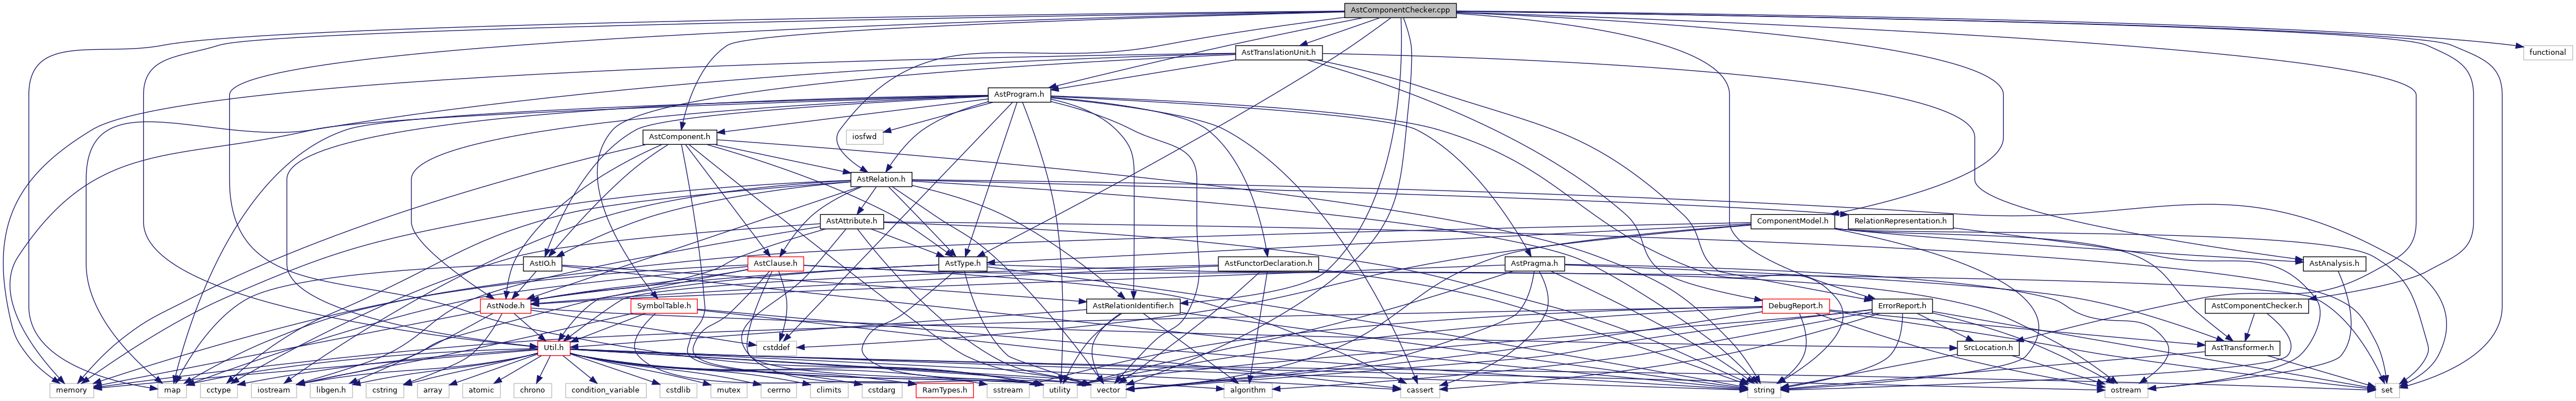 AstComponentChecker.cpp
AstTranslationUnit.h
functional
AstProgram.h
AstComponent.h
iosfwd
AstRelation.h
AstAttribute.h
ComponentModel.h
RelationRepresentation.h
AstIO.h
AstClause.h
AstType.h
AstFunctorDeclaration.h
AstPragma.h
AstAnalysis.h
AstNode.h
SymbolTable.h
AstRelationIdentifier.h
DebugReport.h
ErrorReport.h
AstComponentChecker.h
Util.h
cstddef
SrcLocation.h
AstTransformer.h
memory
map
cctype
iostream
libgen.h
cstring
array
atomic
chrono
condition_variable
cstdlib
mutex
cerrno
climits
cstdarg
RamTypes.h
sstream
utility
vector
algorithm
cassert
string
ostream
set